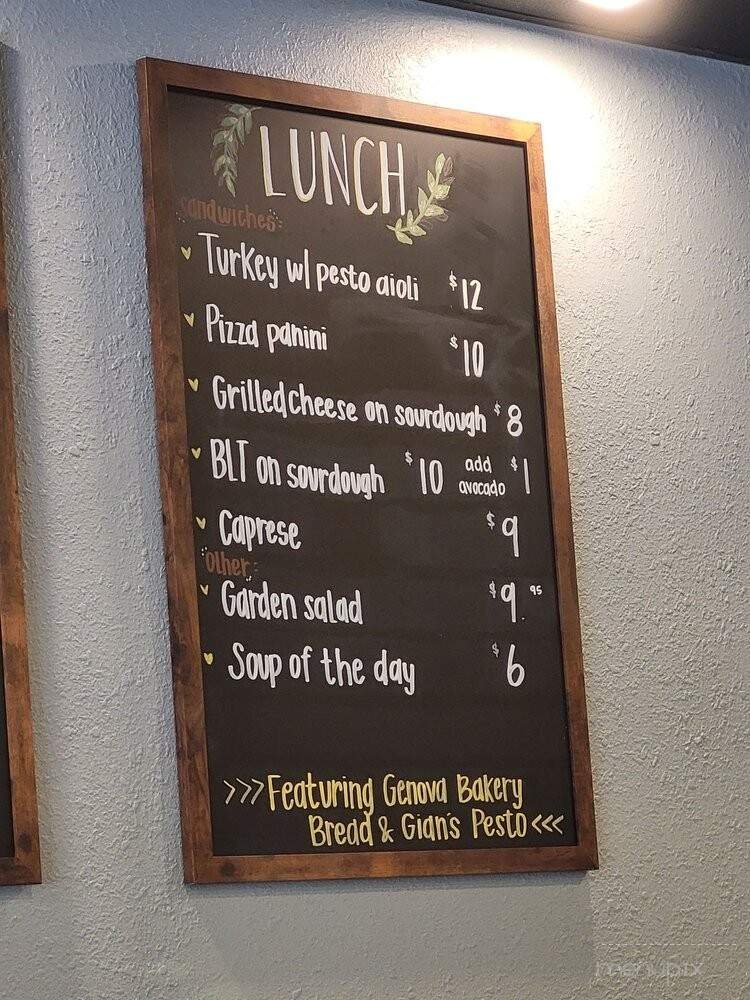 LUNCH
Sandwiches:
Turkey w/ pesto aioli $12
Pizza panini $10
Grilled cheese on sourdough $8
BLT on sourdough $10 add avocado $1
Caprese $9
Other:
Garden salad $9.95
Soup of the day $6
>>> Featuring Genova Bakery
Bread & Gian's Pesto <<<
menupix